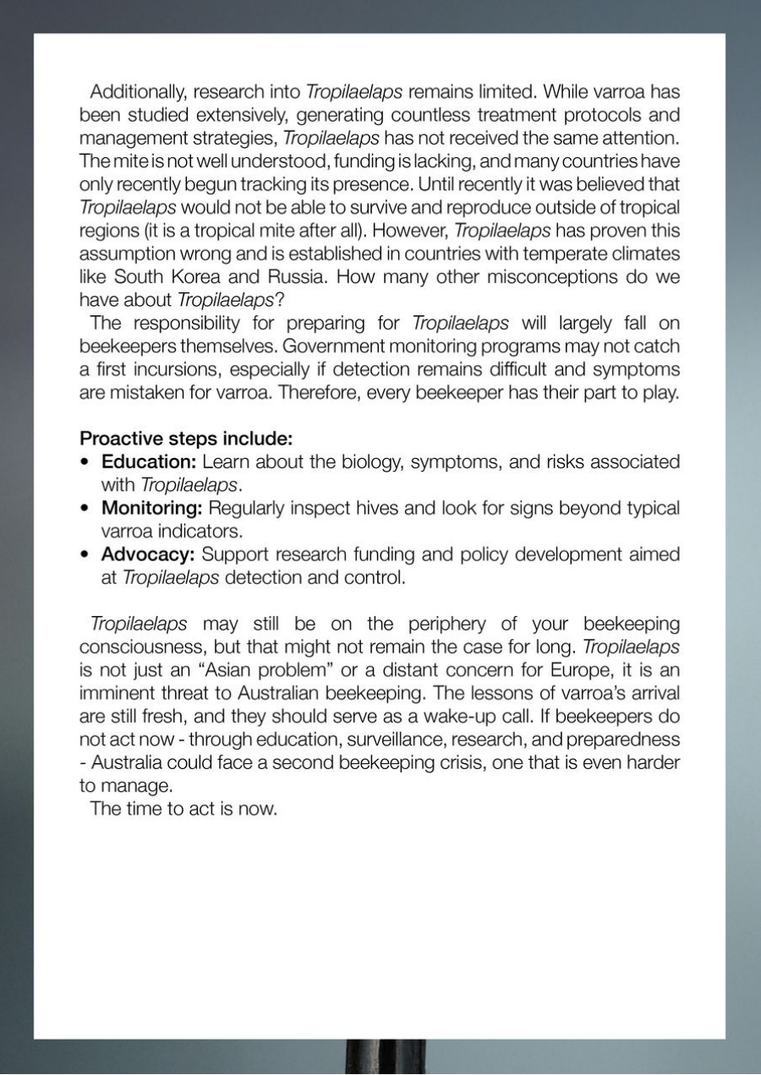 Additionally, research into Tropilaelaps remains limited. While varroa has
been studied extensively, generating countless treatment protocols and
management strategies, Tropilaelaps has not received the same attention.
The mite is not well understood, funding is lacking, and many countries have
only recently begun tracking its presence. Until recently it was believed that
Tropilaelaps would not be able to survive and reproduce outside of tropical
regions (it is a tropical mite after all). However, Tropilaelaps has proven this
assumption wrong and is established in countries with temperate climates
like South Korea and Russia. How many other misconceptions do we
have about Tropilaelaps?
The responsibility for preparing for Tropilaelaps will largely fall on
beekeepers themselves. Government monitoring programs may not catch
a first incursions, especially if detection remains difficult and symptoms
are mistaken for varroa. Therefore, every beekeeper has their part to play.
Proactive steps include:
• Education: Learn about the biology, symptoms, and risks associated
with Tropilaelaps.
• Monitoring: Regularly inspect hives and look for signs beyond typical
varroa indicators.
• Advocacy: Support research funding and policy development aimed
at Tropilaelaps detection and control.
Tropilaelaps may still be on the periphery of your beekeeping
consciousness, but that might not remain the case for long. Tropilaelaps
is not just an “Asian problem” or a distant concern for Europe, it is an
imminent threat to Australian beekeeping. The lessons of varroa’s arrival
are still fresh, and they should serve as a wake-up call. If beekeepers do
not act now - through education, surveillance, research, and preparedness
- Australia could face a second beekeeping crisis, one that is even harder
to manage.
The time to act is now.